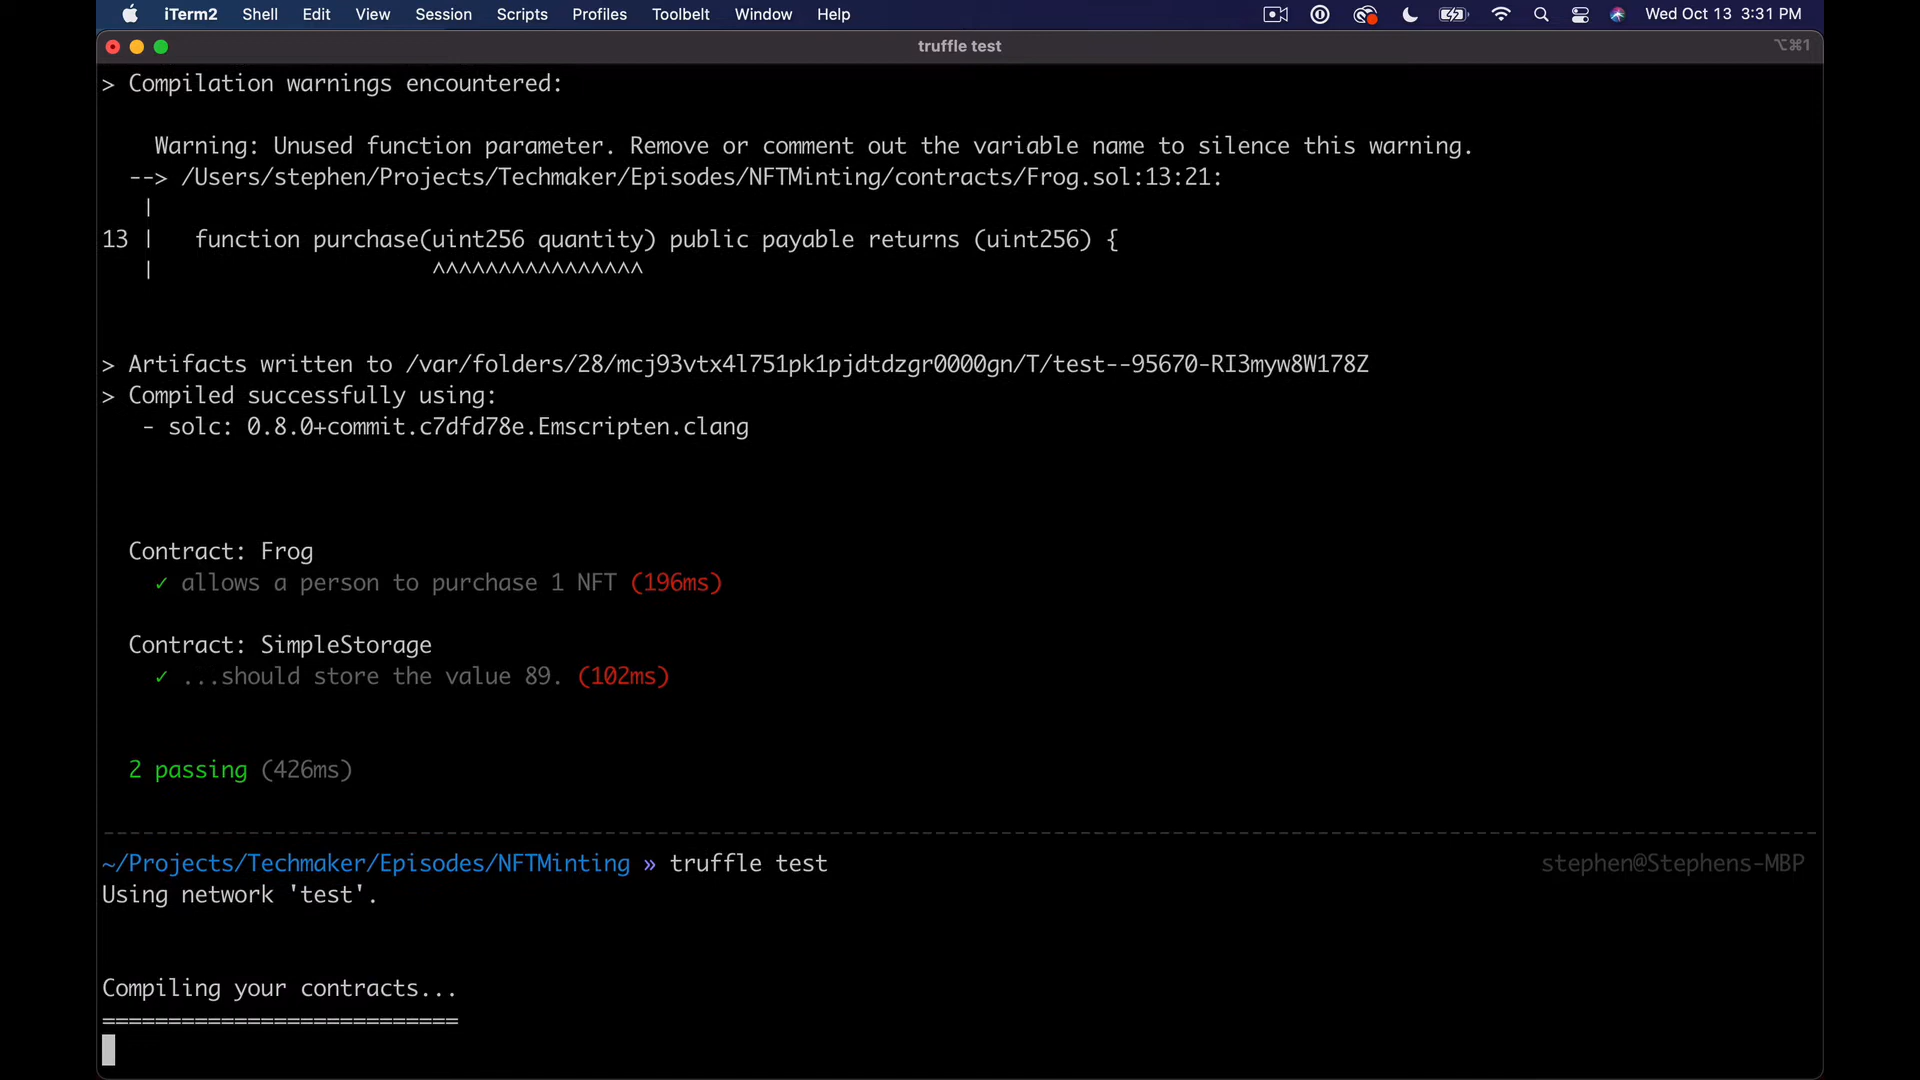 iTerm2 Shell Edit View Session Scripts Profiles Toolbelt Window Help Wed Oct 13 3:31 PM
truffle test ⌥⌘1
> Compilation warnings encountered:
Warning: Unused function parameter. Remove or comment out the variable name to silence this warning.
--> /Users/stephen/Projects/Techmaker/Episodes/NFTMinting/contracts/Frog.sol:13:21:
|
13 | function purchase(uint256 quantity) public payable returns (uint256) {
| ^^^^^^^^^^^^^^^^
> Artifacts written to /var/folders/28/mcj93vtx4l751pk1pjdtdzgr0000gn/T/test--95670-RI3myw8W178Z
> Compiled successfully using:
- solc: 0.8.0+commit.c7dfd78e.Emscripten.clang
Contract: Frog
✓ allows a person to purchase 1 NFT (196ms)
Contract: SimpleStorage
✓ ...should store the value 89. (102ms)
2 passing (426ms)
~/Projects/Techmaker/Episodes/NFTMinting » truffle test stephen@Stephens-MBP
Using network 'test'.
Compiling your contracts...
===========================